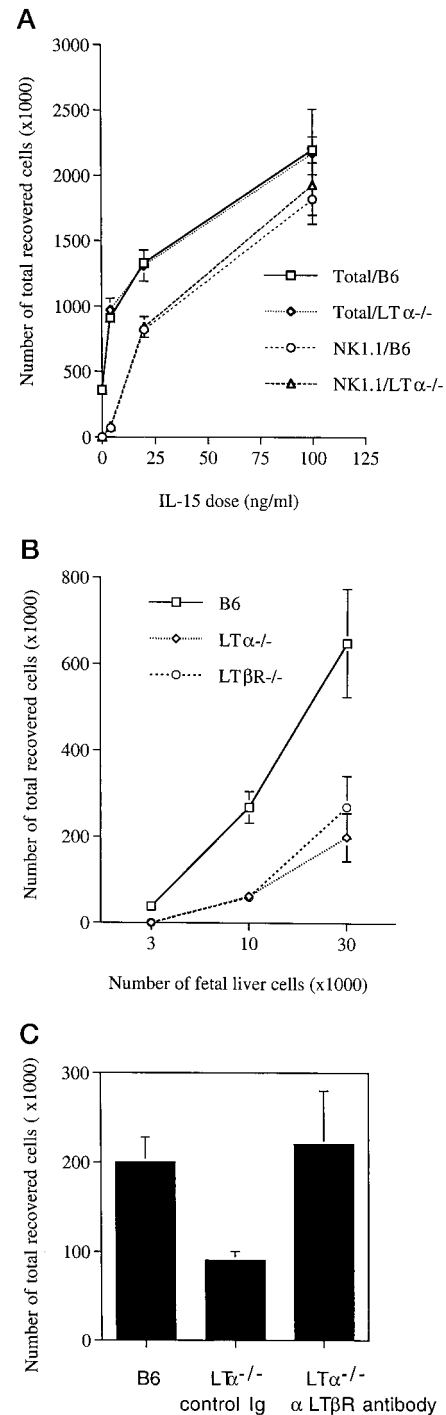 A
Number of total recovered cells (x1000)
3000
2500
2000
1500
1000
500
0
0 25 50 75 100 125
IL-15 dose (ng/ml)
Total/B6
Total/LTα-/-
NK1.1/B6
NK1.1/LTα-/-
B
Number of total recovered cells (x1000)
800
600
400
200
0
B6
LTα-/-
LTβR-/-
3 10 30
Number of fetal liver cells (x1000)
C
Number of total recovered cells ( x1000)
300
200
100
0
B6
LTα-/-
control Ig
LTα-/-
α LTβR antibody